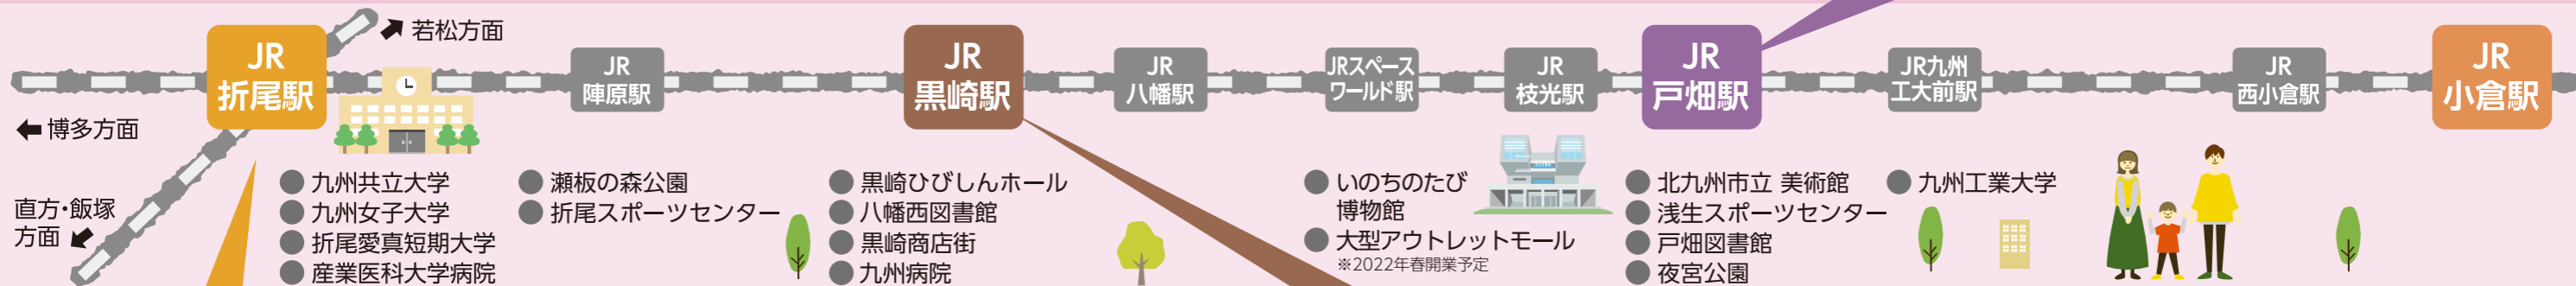 若松方面
JR
折尾駅
JR
陣原駅
JR
黒崎駅
JR
八幡駅
JRスペース
ワールド駅
JR
枝光駅
JR
戸畑駅
JR九州
工大前駅
JR
西小倉駅
JR
小倉駅
博多方面
直方・飯塚
方面
九州共立大学
九州女子大学
折尾愛真短期大学
産業医科大学病院
瀬板の森公園
折尾スポーツセンター
黒崎ひびしんホール
八幡西図書館
黒崎商店街
九州病院
いのちのたび
博物館
大型アウトレットモール
※2022年春開業予定
北九州市立 美術館
浅生スポーツセンター
戸畑図書館
夜宮公園
九州工業大学